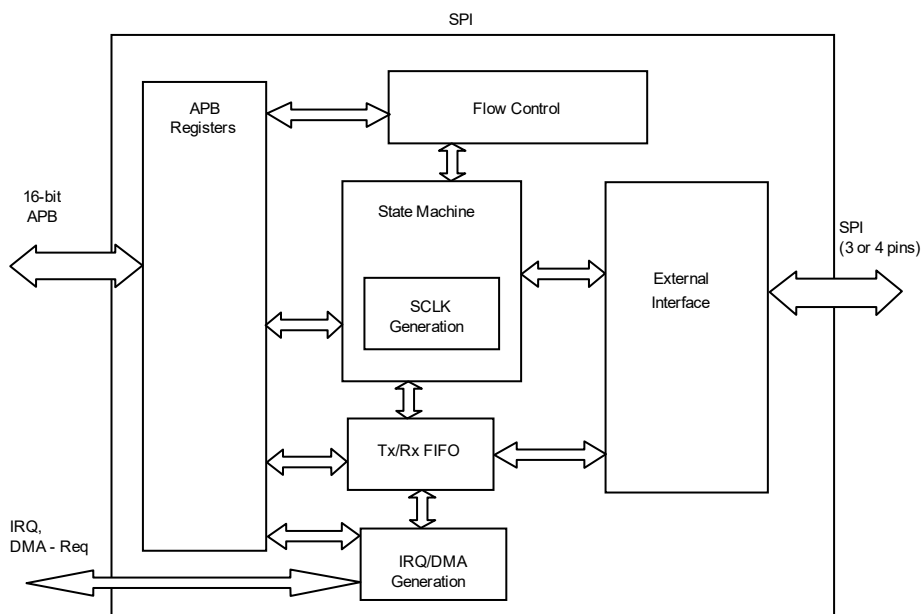 SPI
APB
Registers
Flow Control
16-bit
APB
State Machine
SCLK
Generation
External
Interface
SPI
(3 or 4 pins)
Tx/Rx FIFO
IRQ,
DMA - Req
IRQ/DMA
Generation